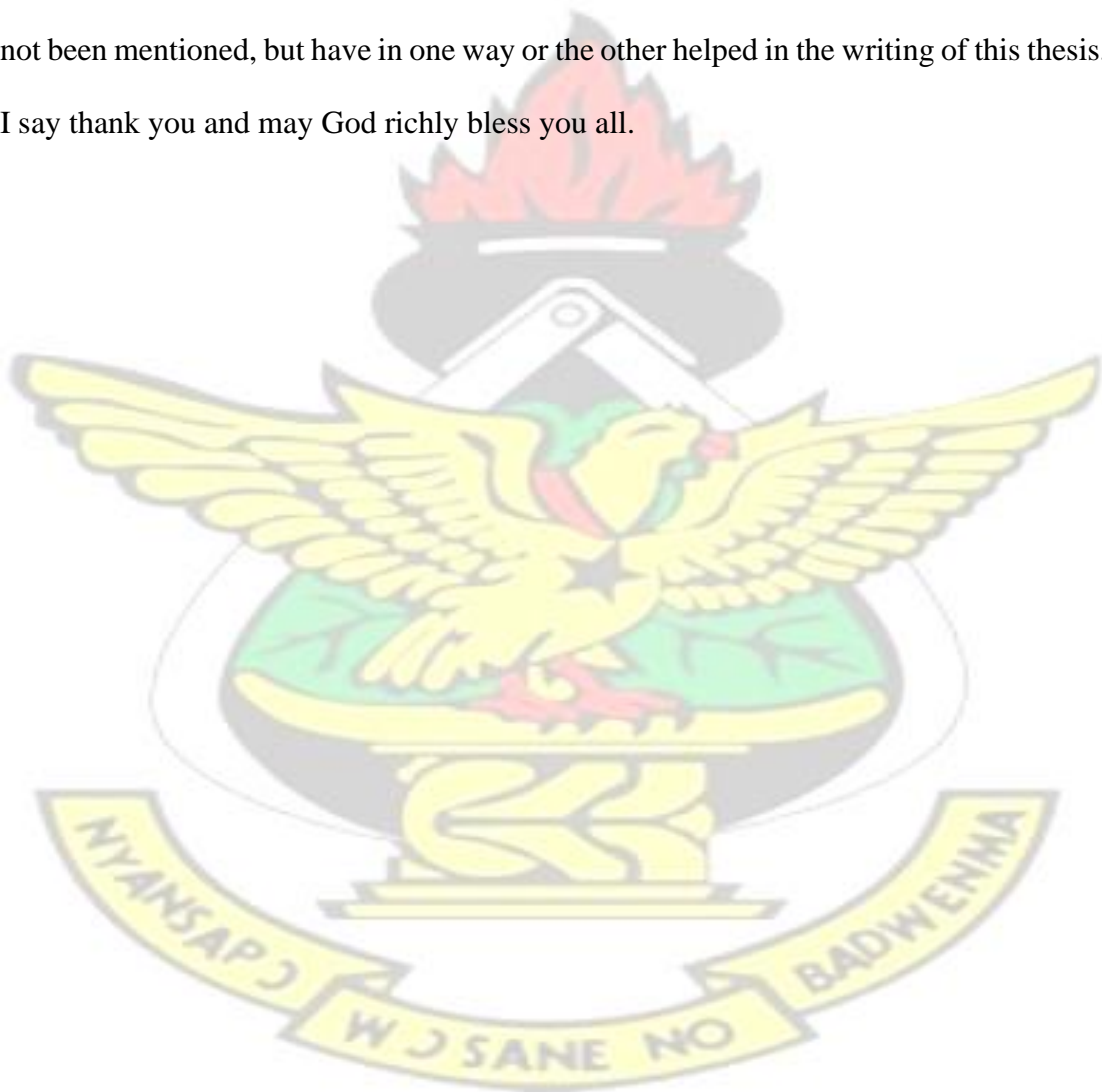 not been mentioned, but have in one way or the other helped in the writing of this thesis.
I say thank you and may God richly bless you all.
NYANSAPƆ
WƆSANE NO
BADWENMA